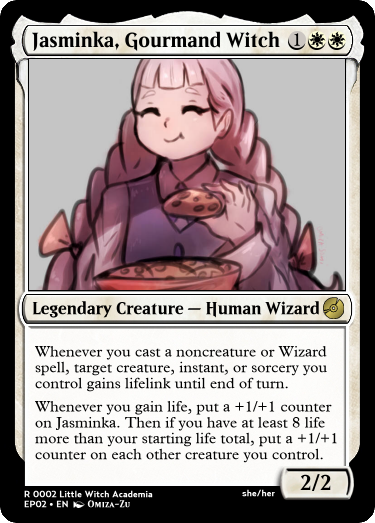 Jasminka, Gourmand Witch 1
Legendary Creature — Human Wizard
Whenever you cast a noncreature or Wizard
spell, target creature, instant, or sorcery you
control gains lifelink until end of turn.
Whenever you gain life, put a +1/+1 counter
on Jasminka. Then if you have at least 8 life
more than your starting life total, put a +1/+1
counter on each other creature you control.
2/2
R 0002 Little Witch Academia
she/her
EP02 • EN Omiza-Zu